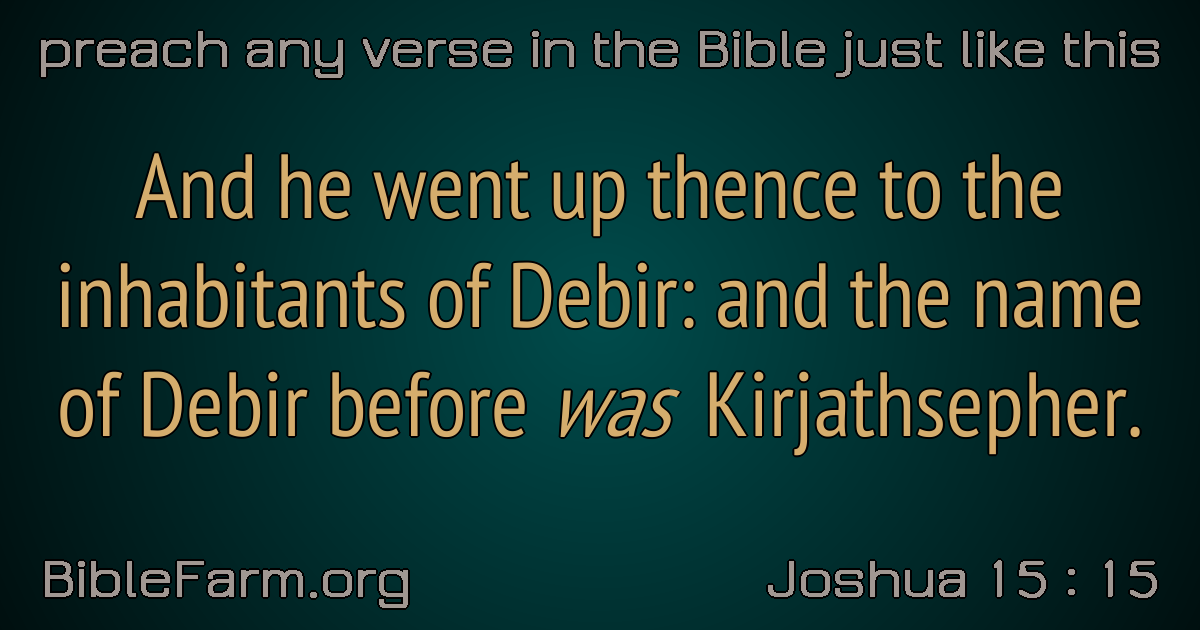 preach any verse in the Bible just like this
And he went up thence to the
inhabitants of Debir: and the name
of Debir before was Kirjathsepher.
BibleFarm.org
Joshua 15 : 15